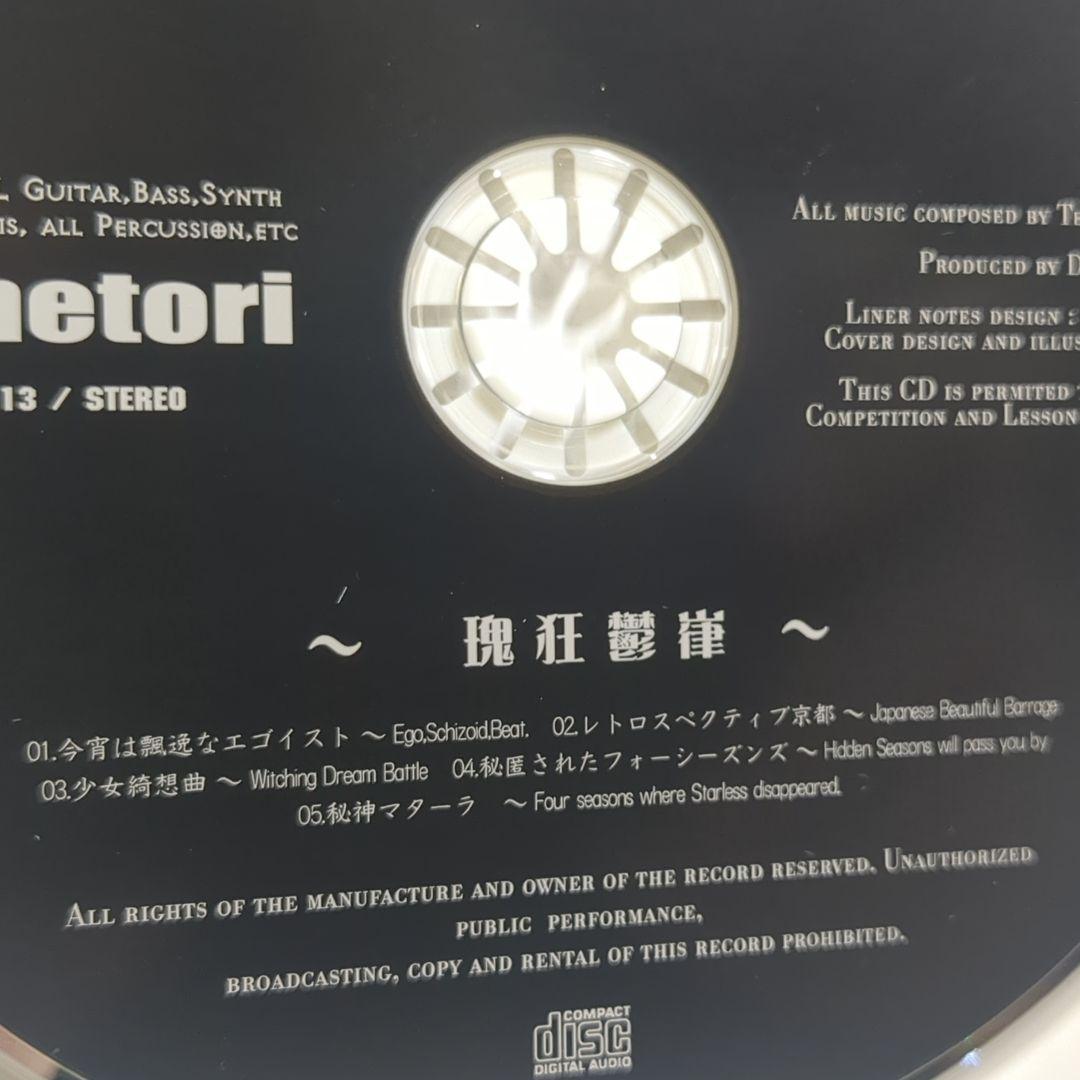 GUITAR,BASS,SYNTH
ALL PERCUSSION,ETC
etori
13 / STEREO
ALL MUSIC COMPOSED BY
PRODUCED BY
LINER NOTES DESIGN
COVER DESIGN AND
THIS CD IS PERMITED
COMPETITION AND LESSON
～ 瑰狂鬱嵂 ～
01.今宵は飄逸なエゴイスト ～ Ego,Schizoid,Beat. 02.レトロスペクティブ京都 ～ Japanese Beautiful Barrage
03.少女綺想曲 ～ Witching Dream Battle 04.秘匿されたフォーシーズンズ ～ Hidden Seasons will pass you by
05.秘神マターラ ～ Four seasons where Starless disappeared.
ALL RIGHTS OF THE MANUFACTURE AND OWNER OF THE RECORD RESERVED. UNAUTHORIZED
PUBLIC PERFORMANCE,
BROADCASTING, COPY AND RENTAL OF THIS RECORD PROHIBITED.
COMPACT
disc
DIGITAL AUDIO